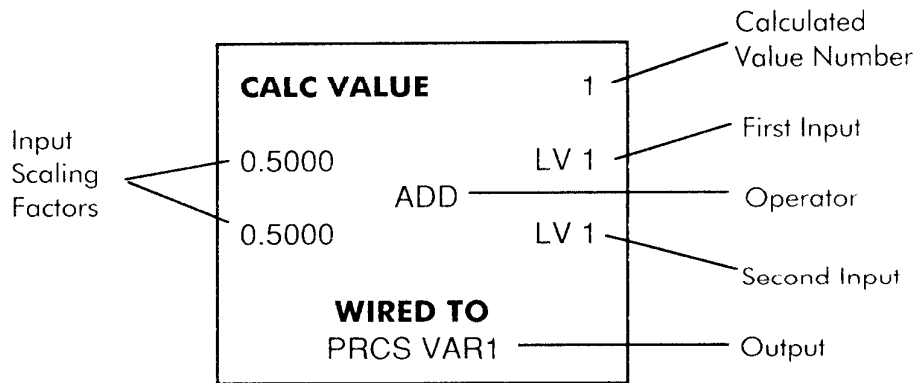 Calculated
Value Number
CALC VALUE 1
First Input
Input
Scaling
Factors
0.5000 LV 1
ADD
Operator
0.5000 LV 1
Second Input
WIRED TO
PRCS VAR1
Output